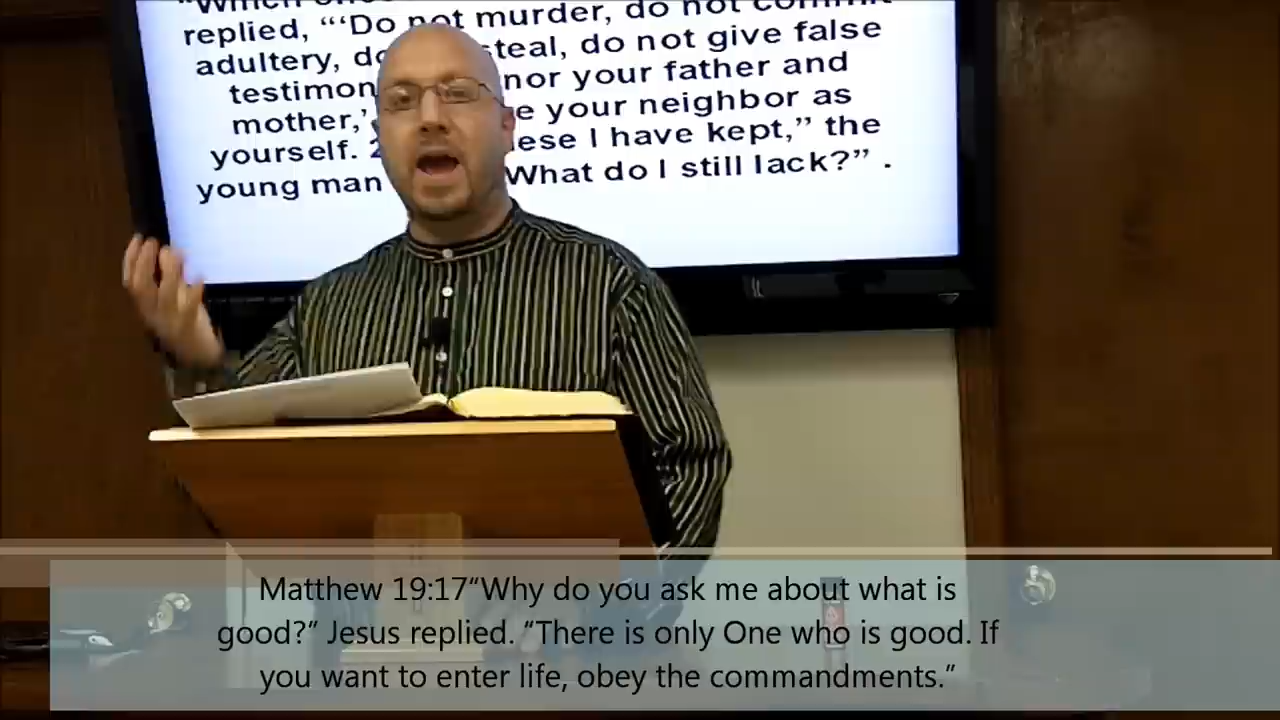 "Which ones
replied, "'Do not murder, do not commit
adultery, do steal, do not give false
testimon nor your father and
mother,' e your neighbor as
yourself. ese I have kept," the
young man "What do I still lack?" .
Matthew 19:17"Why do you ask me about what is
good?" Jesus replied. "There is only One who is good. If
you want to enter life, obey the commandments."